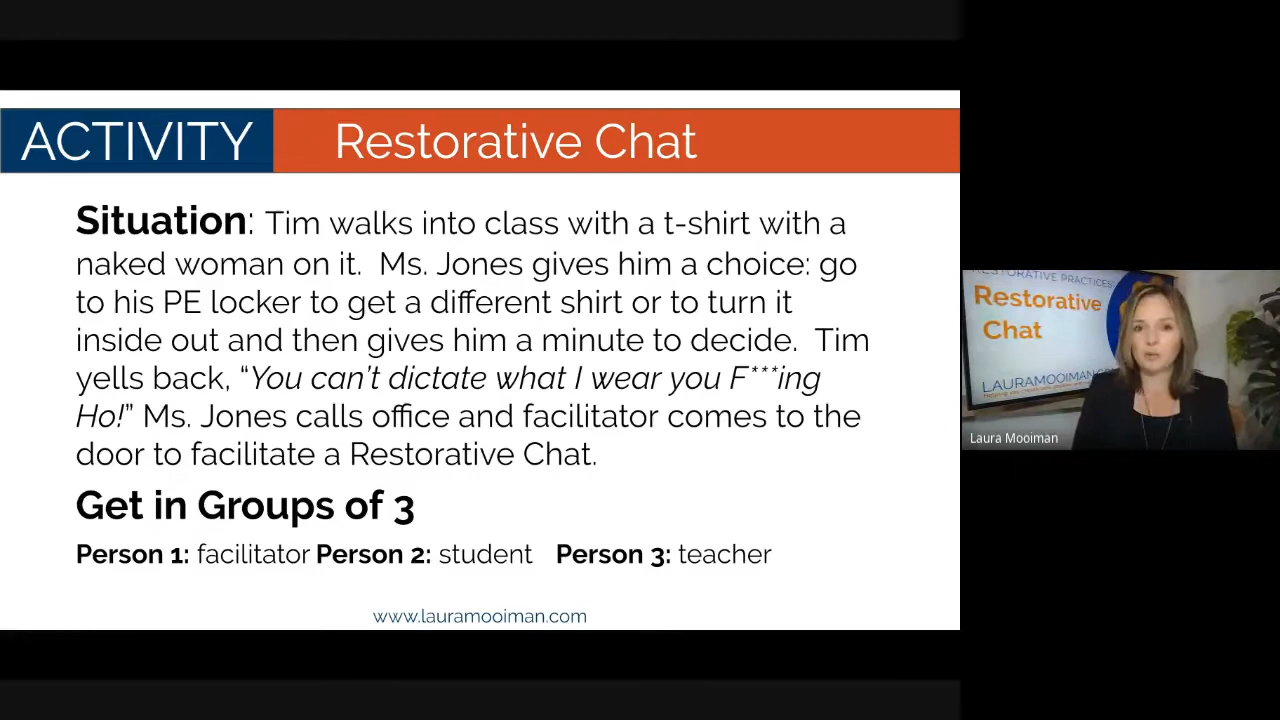 ACTIVITY
Restorative Chat
Situation: Tim walks into class with a t-shirt with a
naked woman on it. Ms. Jones gives him a choice: go
to his PE locker to get a different shirt or to turn it
inside out and then gives him a minute to decide. Tim
yells back, “You can’t dictate what I wear you F***ing
Ho!” Ms. Jones calls office and facilitator comes to the
door to facilitate a Restorative Chat.
Get in Groups of 3
Person 1: facilitator Person 2: student Person 3: teacher
www.lauramooiman.com
RESTORATIVE PRACTICES
Restorative
Chat
LAURAMOOIMAN.CO
Laura Mooiman